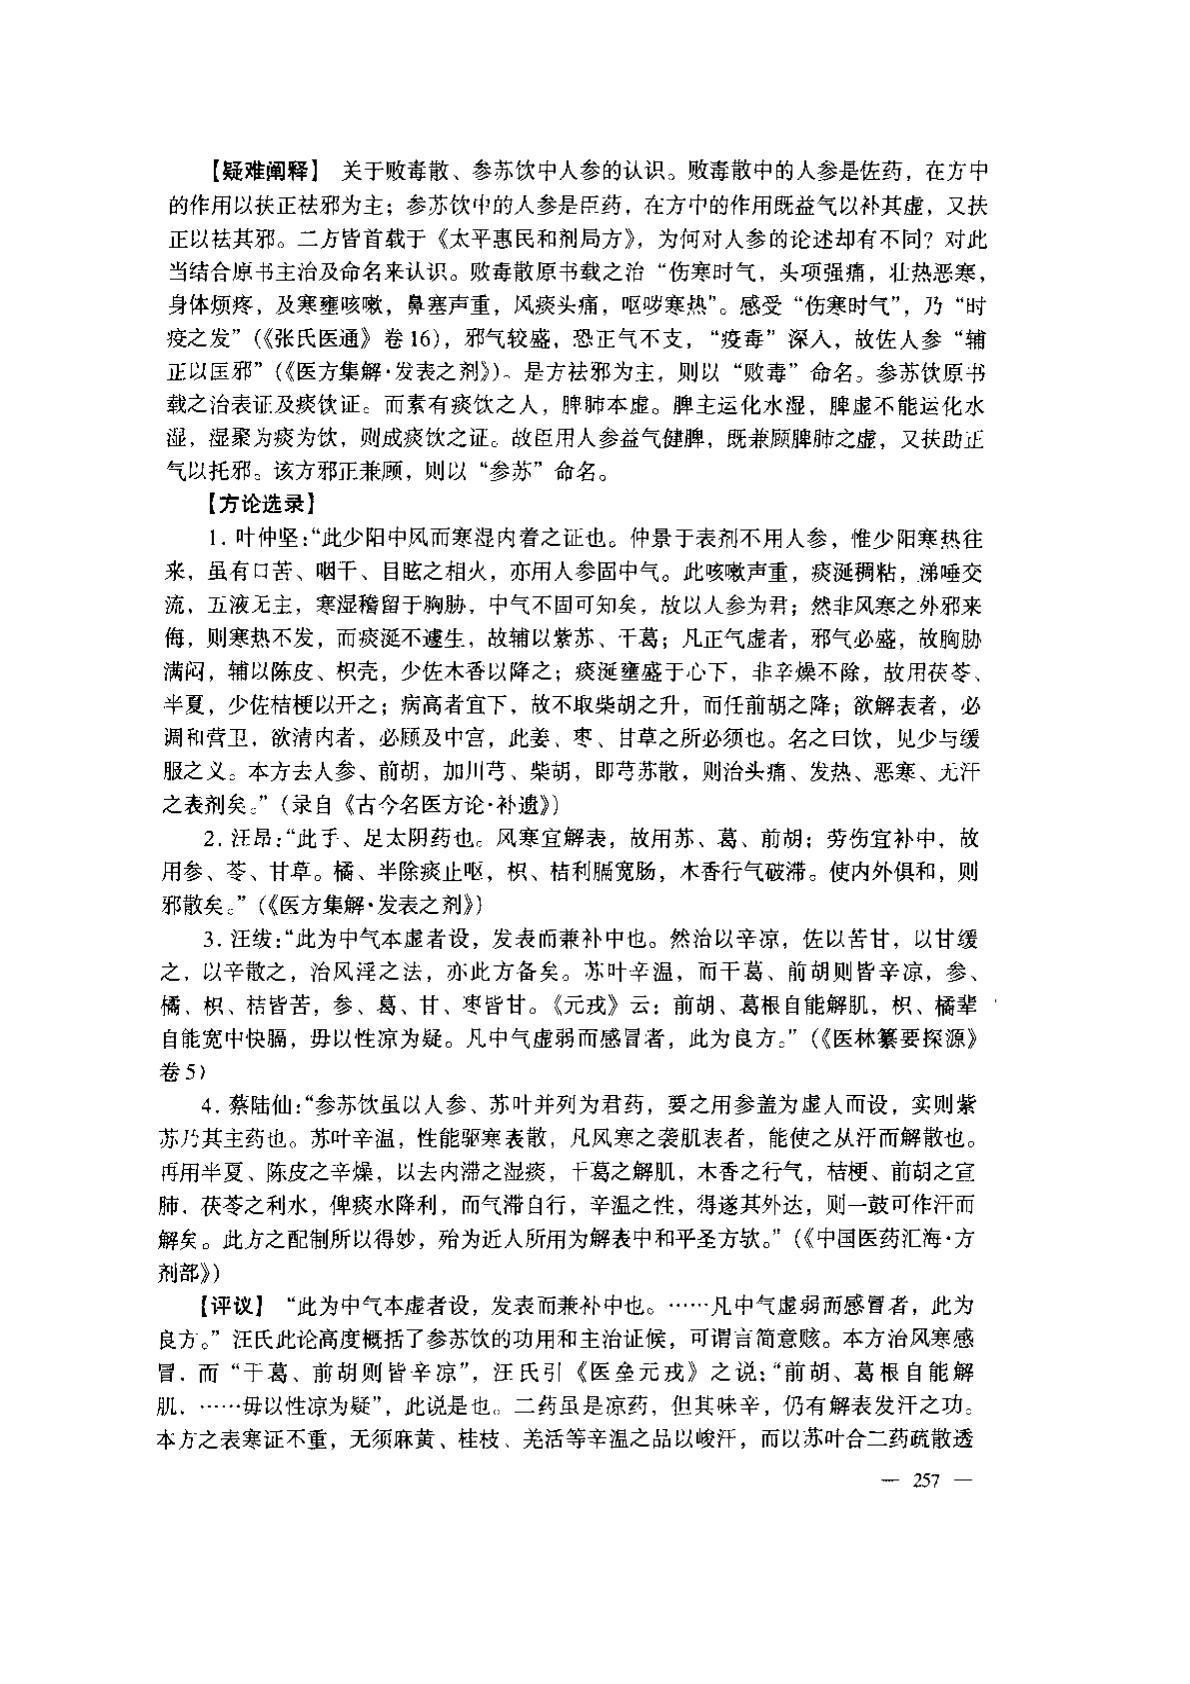 【疑难阐释】 关于败毒散、参苏饮中人参的认识。败毒散中的人参是佐药，在方中
的作用以扶正祛邪为主；参苏饮中的人参是臣药，在方中的作用既益气以补其虚，又扶
正以祛其邪。二方皆首载于《太平惠民和剂局方》，为何对人参的论述却有不同？对此
当结合原书主治及命名来认识。败毒散原书载之治“伤寒时气，头项强痛，壮热恶寒，
身体烦疼，及寒壅咳嗽，鼻塞声重，风痰头痛，呕哕寒热”。感受“伤寒时气”，乃“时
疫之发”（《张氏医通》卷16），邪气较盛，恐正气不支，“疫毒”深入，故佐人参“辅
正以匡邪”（《医方集解·发表之剂》）。是方祛邪为主，则以“败毒”命名。参苏饮原书
载之治表证及痰饮证。而素有痰饮之人，脾肺本虚。脾主运化水湿，脾虚不能运化水
湿，湿聚为痰为饮，则成痰饮之证。故臣用人参益气健脾，既兼顾脾肺之虚，又扶助正
气以托邪。该方邪正兼顾，则以“参苏”命名。
【方论选录】
1．叶仲坚：“此少阳中风而寒湿内着之证也。仲景于表剂不用人参，惟少阳寒热往
来，虽有口苦、咽干、目眩之相火，亦用人参固中气。此咳嗽声重，痰涎稠粘，涕唾交
流，五液无主，寒湿稽留于胸胁，中气不固可知矣，故以人参为君；然非风寒之外邪来
侮，则寒热不发，而痰涎不遽生，故辅以紫苏、干葛；凡正气虚者，邪气必盛，故胸胁
满闷，辅以陈皮、枳壳，少佐木香以降之；痰涎壅盛于心下，非辛燥不除，故用茯苓、
半夏，少佐桔梗以开之；病高者宜下，故不取柴胡之升，而任前胡之降；欲解表者，必
调和营卫，欲清内者，必顾及中宫，此姜、枣、甘草之所必须也。名之曰饮，见少与缓
服之义。本方去人参、前胡，加川芎、柴胡，即芎苏散，则治头痛、发热、恶寒、无汗
之表剂矣。”（录自《古今名医方论·补遗》）
2．汪昂：“此手、足太阴药也。风寒宜解表，故用苏、葛、前胡；劳伤宜补中，故
用参、苓、甘草。橘、半除痰止呕，枳、桔利膈宽肠，木香行气破滞。使内外俱和，则
邪散矣。”（《医方集解·发表之剂》）
3．汪绂：“此为中气本虚者设，发表而兼补中也。然治以辛凉，佐以苦甘，以甘缓
之，以辛散之，治风淫之法，亦此方备矣。苏叶辛温，而干葛、前胡则皆辛凉，参、
橘、枳、桔皆苦，参、葛、甘、枣皆甘。《元戎》云：前胡、葛根自能解肌，枳、橘辈
自能宽中快膈，毋以性凉为疑。凡中气虚弱而感冒者，此为良方。”（《医林纂要探源》
卷5）
4．蔡陆仙：“参苏饮虽以人参、苏叶并列为君药，要之用参盖为虚人而设，实则紫
苏乃其主药也。苏叶辛温，性能驱寒表散，凡风寒之袭肌表者，能使之从汗而解散也。
再用半夏、陈皮之辛燥，以去内滞之湿痰，干葛之解肌，木香之行气，桔梗、前胡之宣
肺，茯苓之利水，俾痰水降利，而气滞自行，辛温之性，得遂其外达，则一鼓可作汗而
解矣。此方之配制所以得妙，殆为近人所用为解表中和平圣方欤。”（《中国医药汇海·方
剂部》）
【评议】 “此为中气本虚者设，发表而兼补中也。……凡中气虚弱而感冒者，此为
良方。”汪氏此论高度概括了参苏饮的功用和主治证候，可谓言简意赅。本方治风寒感
冒，而“干葛、前胡则皆辛凉”，汪氏引《医垒元戎》之说：“前胡、葛根自能解
肌，……毋以性凉为疑”，此说是也。二药虽是凉药，但其味辛，仍有解表发汗之功。
本方之表寒证不重，无须麻黄、桂枝、羌活等辛温之品以峻汗，而以苏叶合二药疏散透
— 257 —